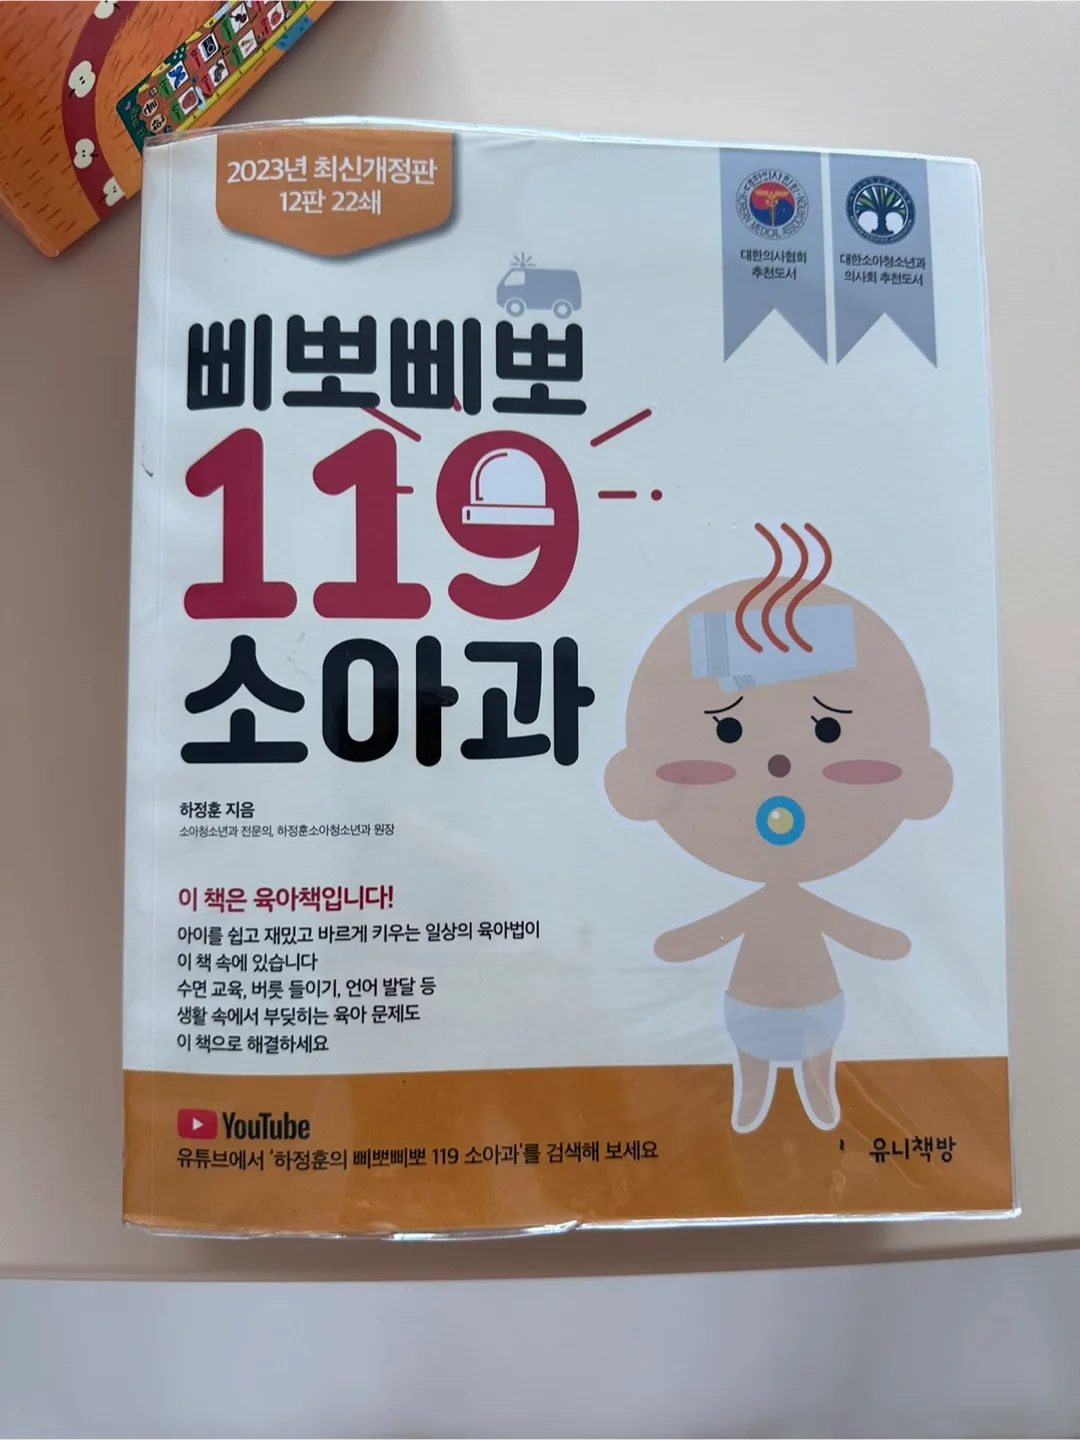 2023년 최신개정판
12판 22쇄
대한의사협회
KOREAN MEDICAL ASSOCIATION
대한의사협회
추천도서
대한소아청소년과
의사회 추천도서
삐뽀삐뽀
119
소아과
하정훈 지음
소아청소년과 전문의, 하정훈소아청소년과 원장
이 책은 육아책입니다!
아이를 쉽고 재밌고 바르게 키우는 일상의 육아법이
이 책 속에 있습니다
수면 교육, 버릇 들이기, 언어 발달 등
생활 속에서 부딪히는 육아 문제도
이 책으로 해결하세요
YouTube
유튜브에서 '하정훈의 삐뽀삐뽀 119 소아과'를 검색해 보세요
유니책방